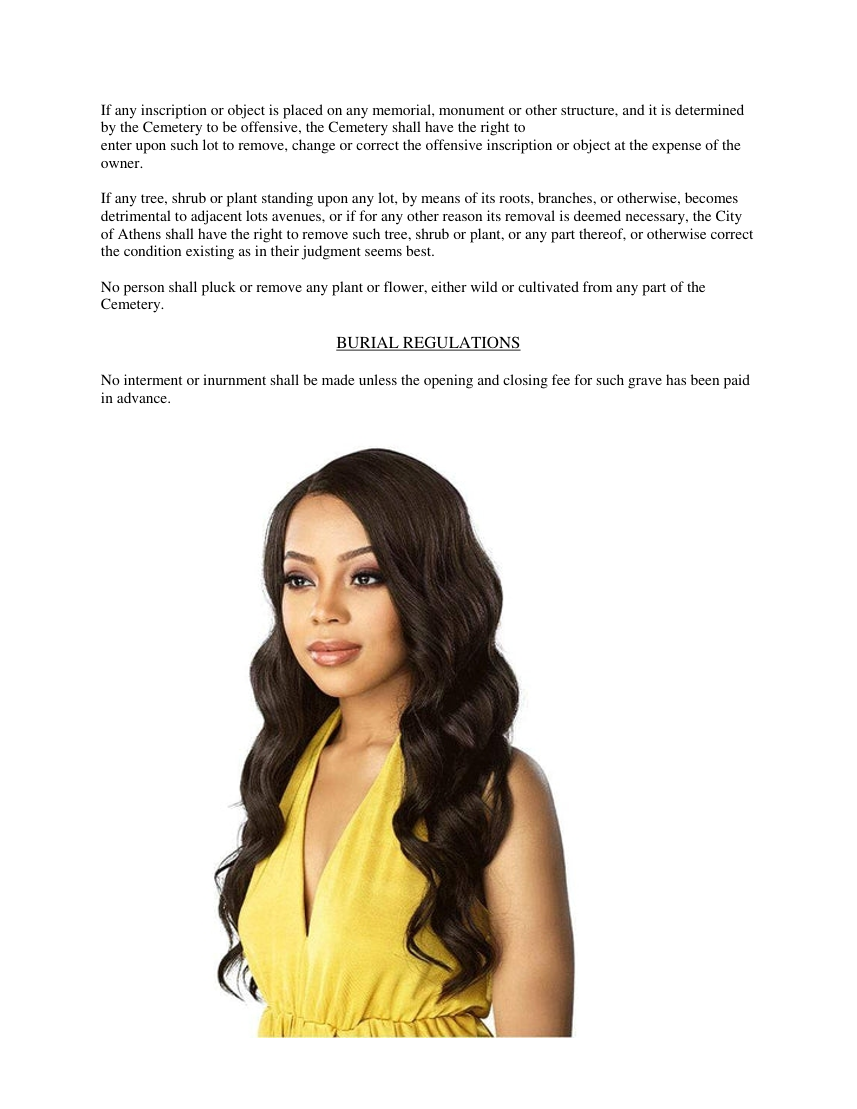 If any inscription or object is placed on any memorial, monument or other structure, and it is determined
by the Cemetery to be offensive, the Cemetery shall have the right to
enter upon such lot to remove, change or correct the offensive inscription or object at the expense of the
owner.
If any tree, shrub or plant standing upon any lot, by means of its roots, branches, or otherwise, becomes
detrimental to adjacent lots avenues, or if for any other reason its removal is deemed necessary, the City
of Athens shall have the right to remove such tree, shrub or plant, or any part thereof, or otherwise correct
the condition existing as in their judgment seems best.
No person shall pluck or remove any plant or flower, either wild or cultivated from any part of the
Cemetery.
BURIAL REGULATIONS
No interment or inurnment shall be made unless the opening and closing fee for such grave has been paid
in advance.